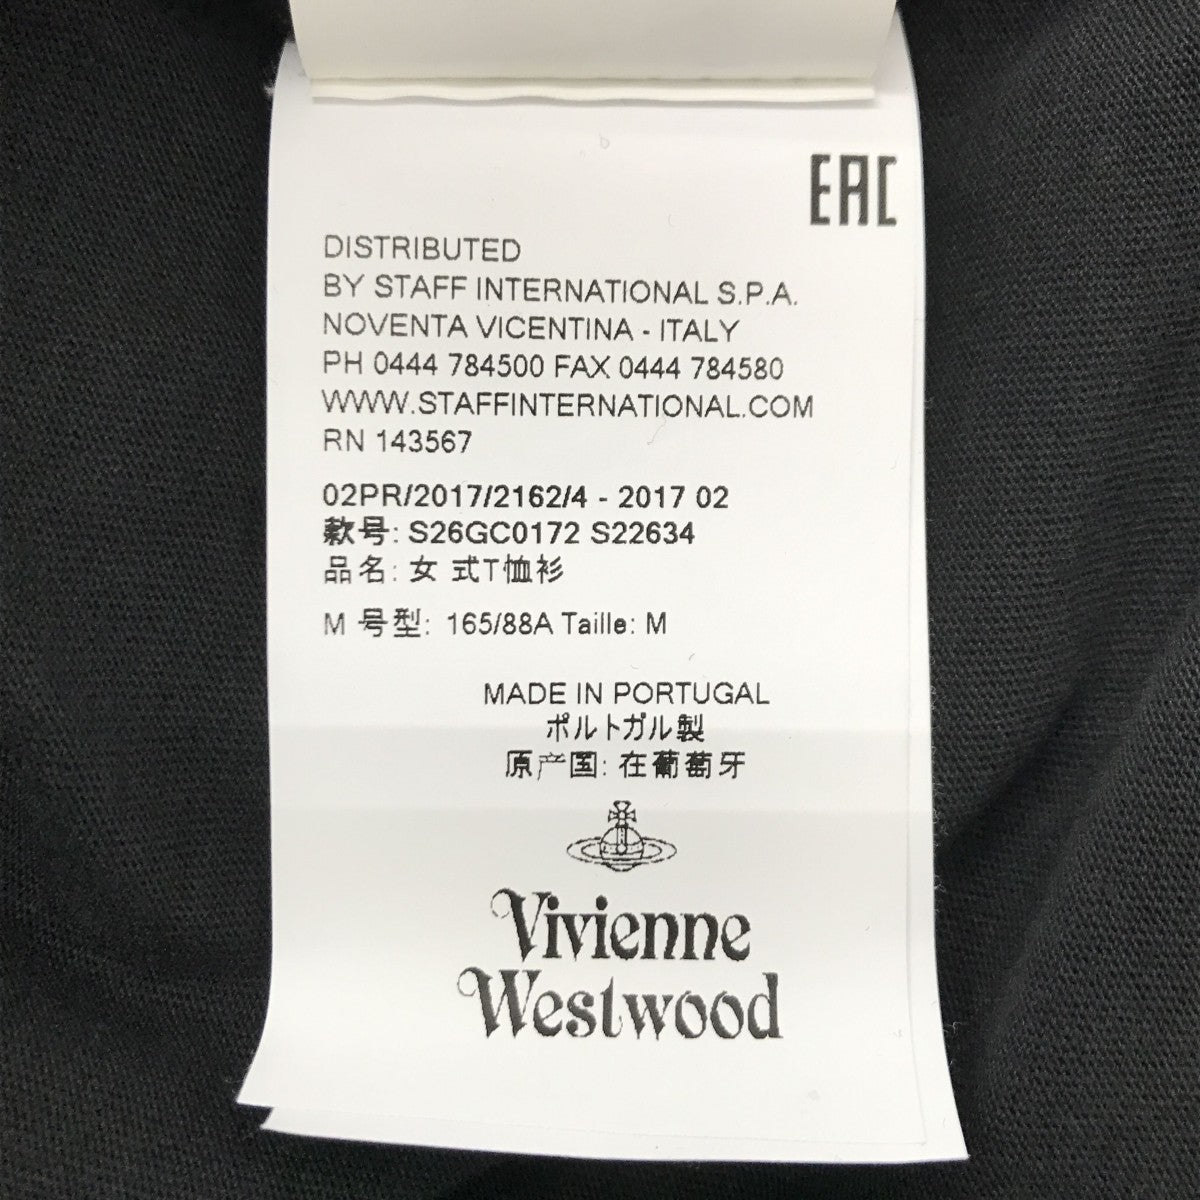 EAC
DISTRIBUTED
BY STAFF INTERNATIONAL S.P.A.
NOVENTA VICENTINA - ITALY
PH 0444 784500 FAX 0444 784580
WWW.STAFFINTERNATIONAL.COM
RN 143567
02PR/2017/2162/4 - 2017 02
款号: S26GC0172 S22634
品名: 女 式T恤衫
M 号型: 165/88A Taille: M
MADE IN PORTUGAL
ポルトガル製
原产国: 在葡萄牙
Vivienne
Westwood